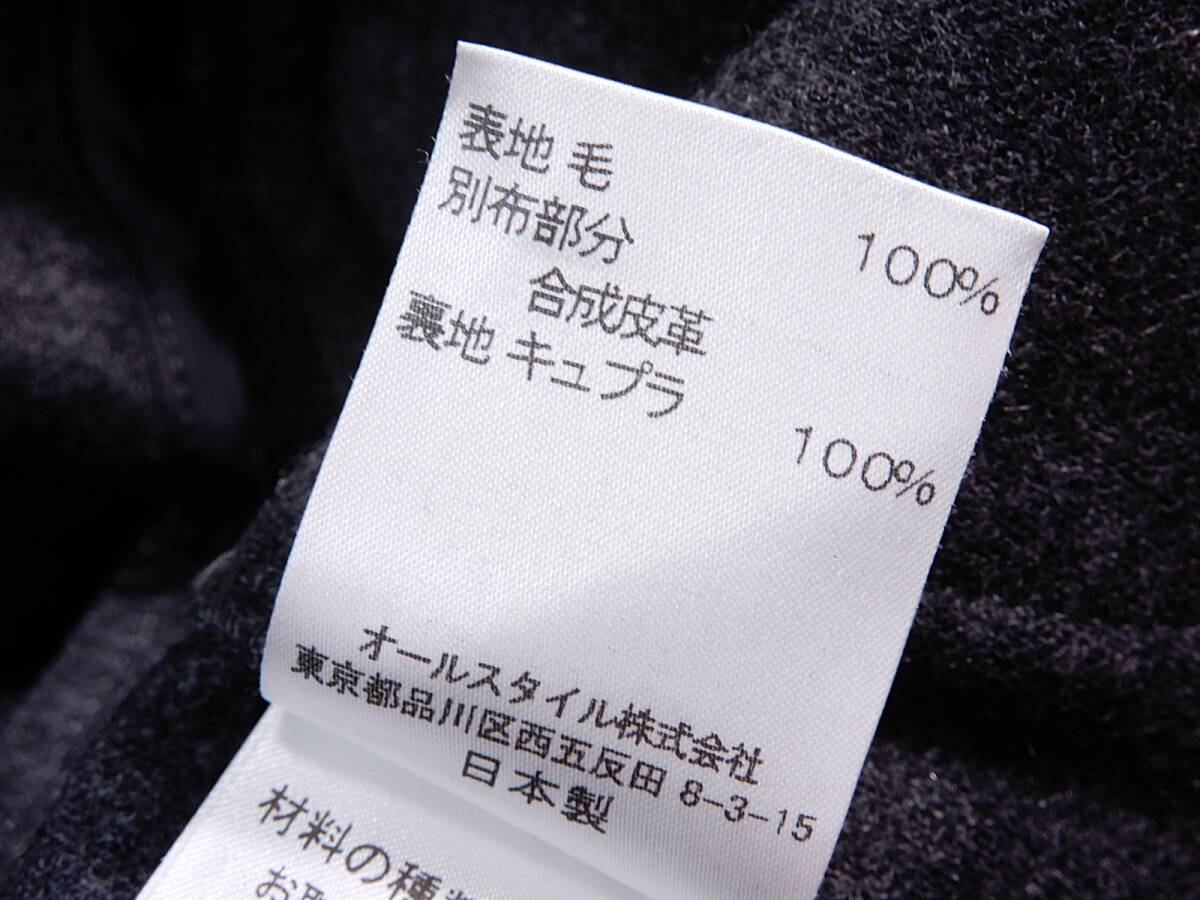 表地 毛
100%
別布部分
合成皮革
裏地 キュプラ
100%
オールスタイル株式会社
東京都品川区西五反田 8-3-15
日本製
材料の種
お取